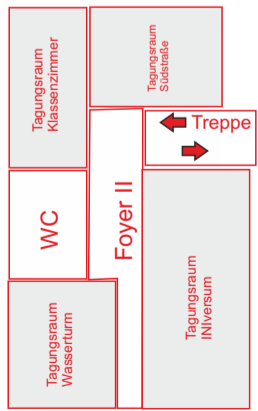 Tagungsraum
Klassenzimmer
Tagungsraum
Südstraße
Treppe
WC
Foyer II
Tagungsraum
Wasserturm
Tagungsraum
INIversum